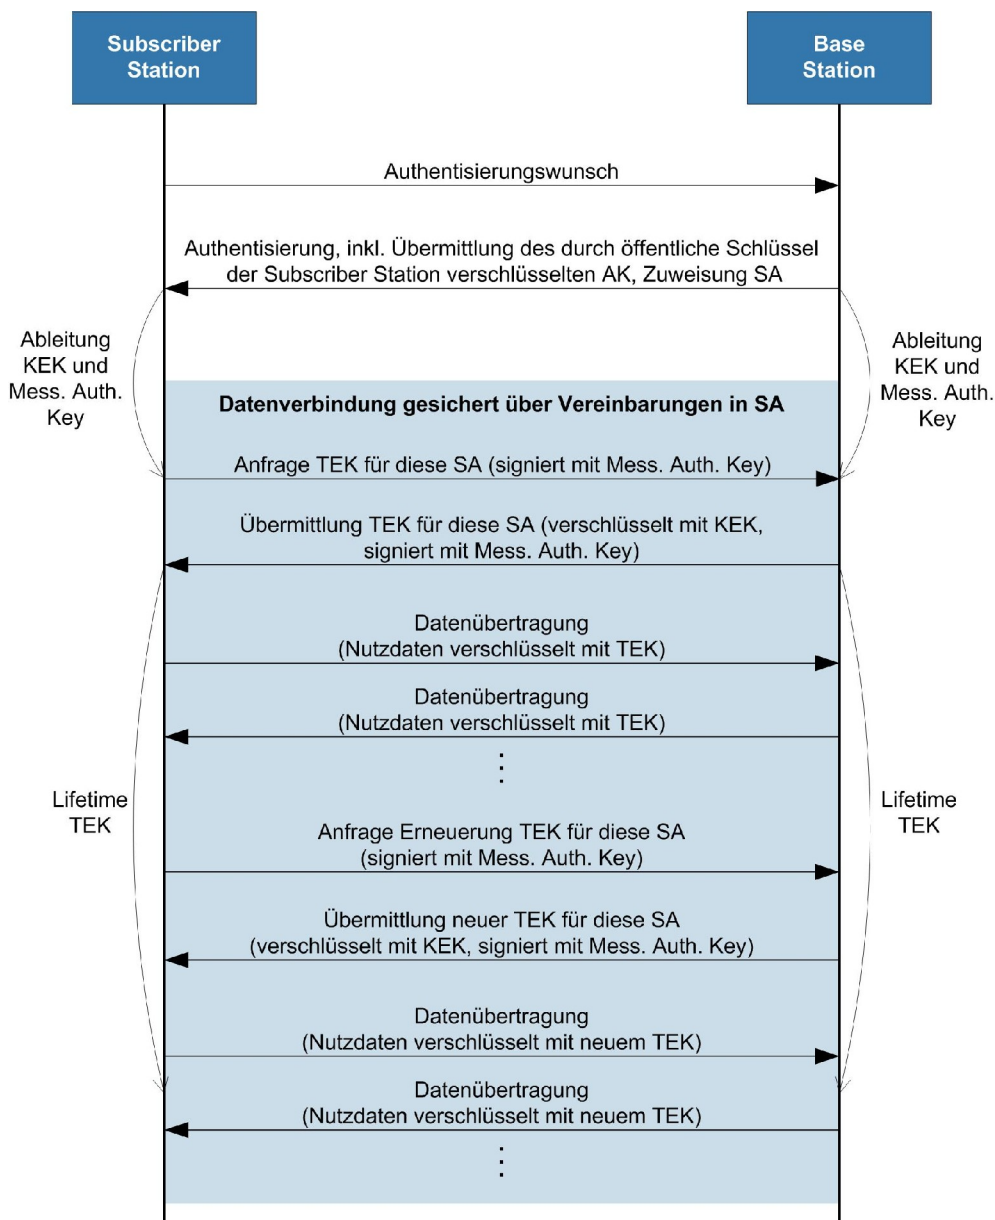 Subscriber
Station
Base
Station
Authentisierungswunsch
Authentisierung, inkl. Übermittlung des durch öffentliche Schlüssel
der Subscriber Station verschlüsselten AK, Zuweisung SA
Ableitung
KEK und
Mess. Auth.
Key
Ableitung
KEK und
Mess. Auth.
Key
Datenverbindung gesichert über Vereinbarungen in SA
Anfrage TEK für diese SA (signiert mit Mess. Auth. Key)
Übermittlung TEK für diese SA (verschlüsselt mit KEK,
signiert mit Mess. Auth. Key)
Datenübertragung
(Nutzdaten verschlüsselt mit TEK)
Datenübertragung
(Nutzdaten verschlüsselt mit TEK)
Lifetime
TEK
Lifetime
TEK
Anfrage Erneuerung TEK für diese SA
(signiert mit Mess. Auth. Key)
Übermittlung neuer TEK für diese SA
(verschlüsselt mit KEK, signiert mit Mess. Auth. Key)
Datenübertragung
(Nutzdaten verschlüsselt mit neuem TEK)
Datenübertragung
(Nutzdaten verschlüsselt mit neuem TEK)